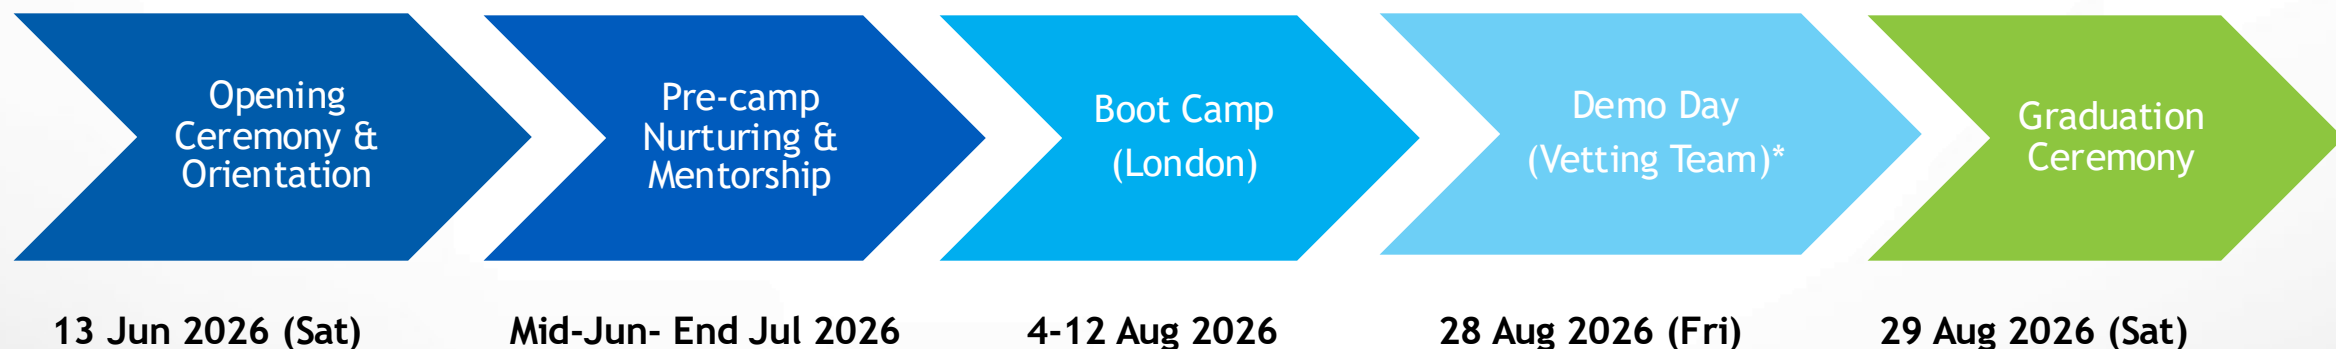 Opening
Ceremony &
Orientation
Pre-camp
Nurturing &
Mentorship
Boot Camp
(London)
Demo Day
(Vetting Team)*
Graduation
Ceremony
13 Jun 2026 (Sat)
Mid-Jun- End Jul 2026
4-12 Aug 2026
28 Aug 2026 (Fri)
29 Aug 2026 (Sat)